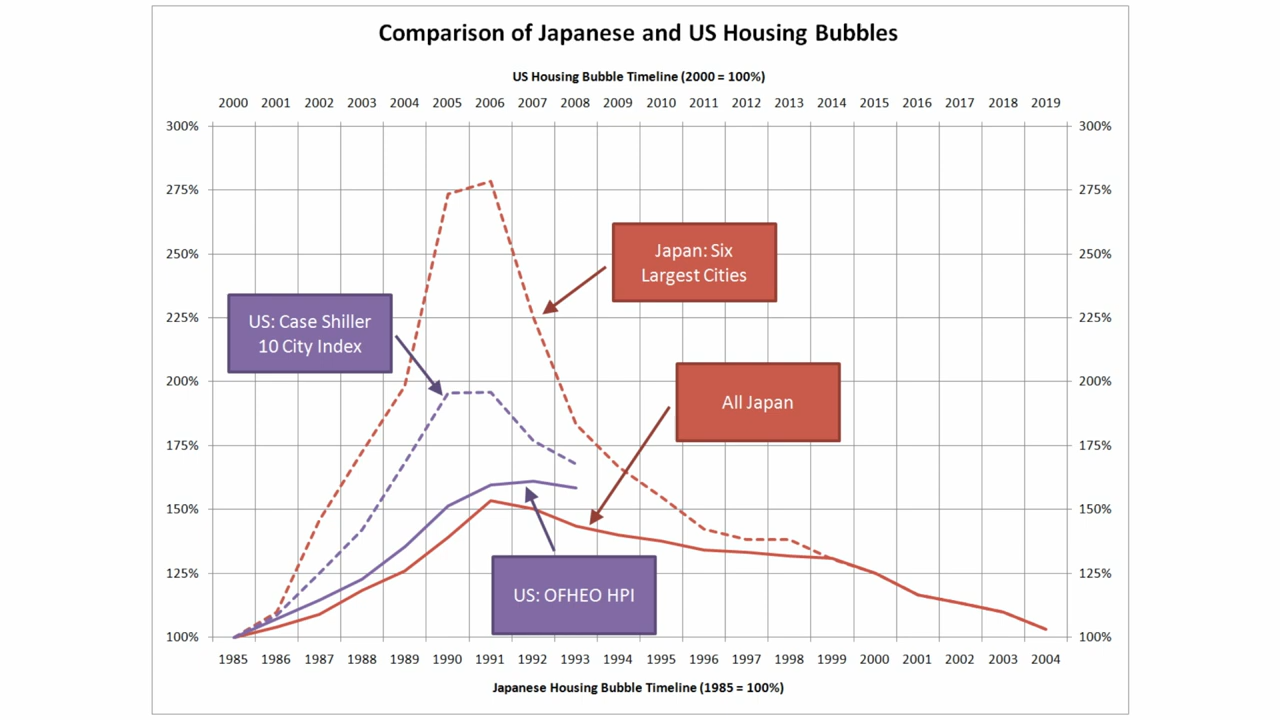 Comparison of Japanese and US Housing Bubbles
US Housing Bubble Timeline (2000 = 100%)
2000 2001 2002 2003 2004 2005 2006 2007 2008 2009 2010 2011 2012 2013 2014 2015 2016 2017 2018 2019
300% 300%
275% 275%
Japan: Six
Largest Cities
250% 250%
US: Case Shiller
10 City Index
225% 225%
200% 200%
All Japan
175% 175%
150% 150%
125% 125%
US: OFHEO HPI
100% 100%
1985 1986 1987 1988 1989 1990 1991 1992 1993 1994 1995 1996 1997 1998 1999 2000 2001 2002 2003 2004
Japanese Housing Bubble Timeline (1985 = 100%)